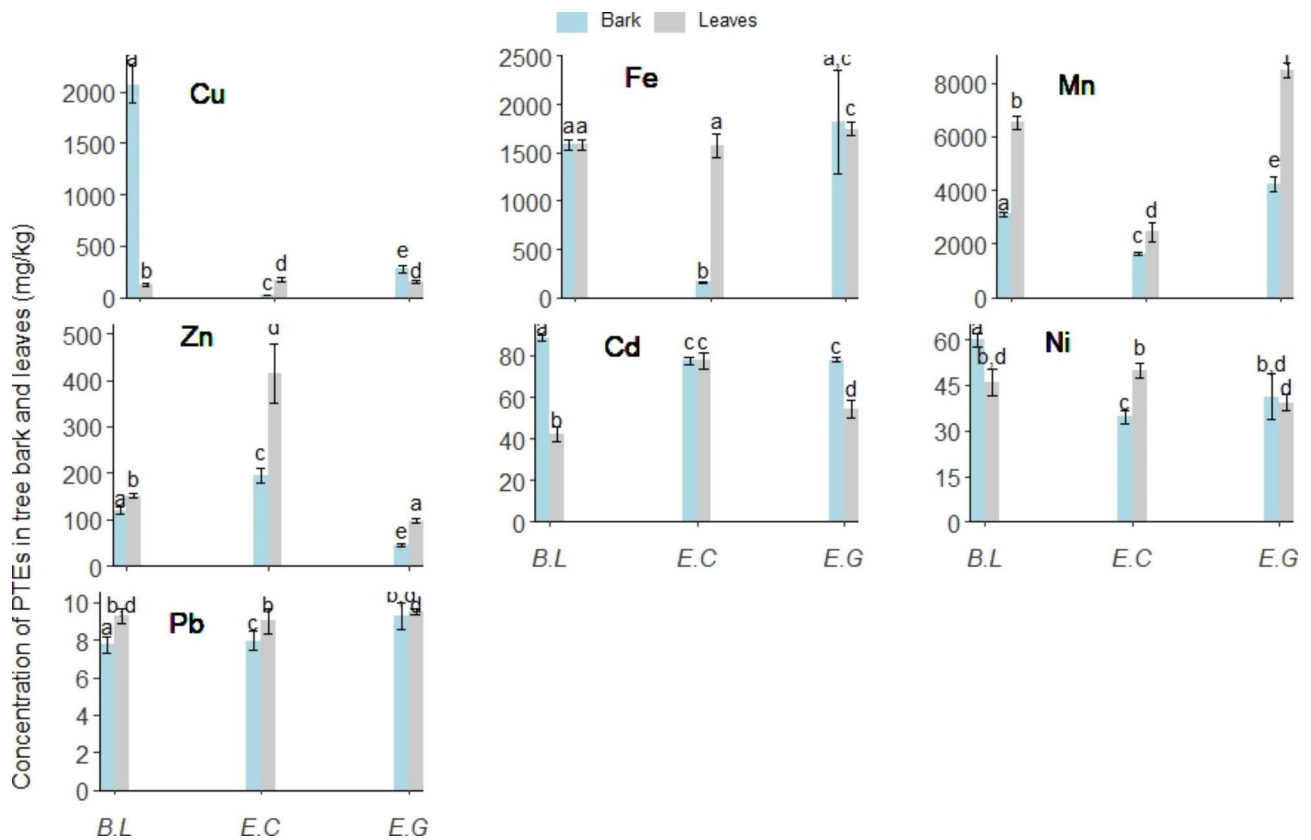 Bark Leaves
Concentration of PTEs in tree bark and leaves (mg/kg)
Cu
2000
1500
1000
500
0
a b c d e d
Fe
2500
2000
1500
1000
500
0
a a b a a,c c
Mn
8000
6000
4000
2000
0
a b c d e
Zn
500
400
300
200
100
0
a b c d e a
Cd
80
60
40
20
0
a b c c c d
B.L E.C E.G
Ni
60
45
30
15
0
a b,d c b b,d d
B.L E.C E.G
Pb
10
8
6
4
2
0
a b,d c b b,d d
B.L E.C E.G